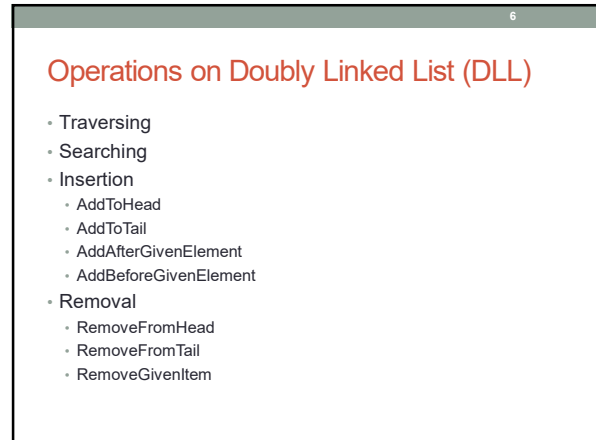 6
Operations on Doubly Linked List (DLL)
• Traversing
• Searching
• Insertion
• AddToHead
• AddToTail
• AddAfterGivenElement
• AddBeforeGivenElement
• Removal
• RemoveFromHead
• RemoveFromTail
• RemoveGivenItem